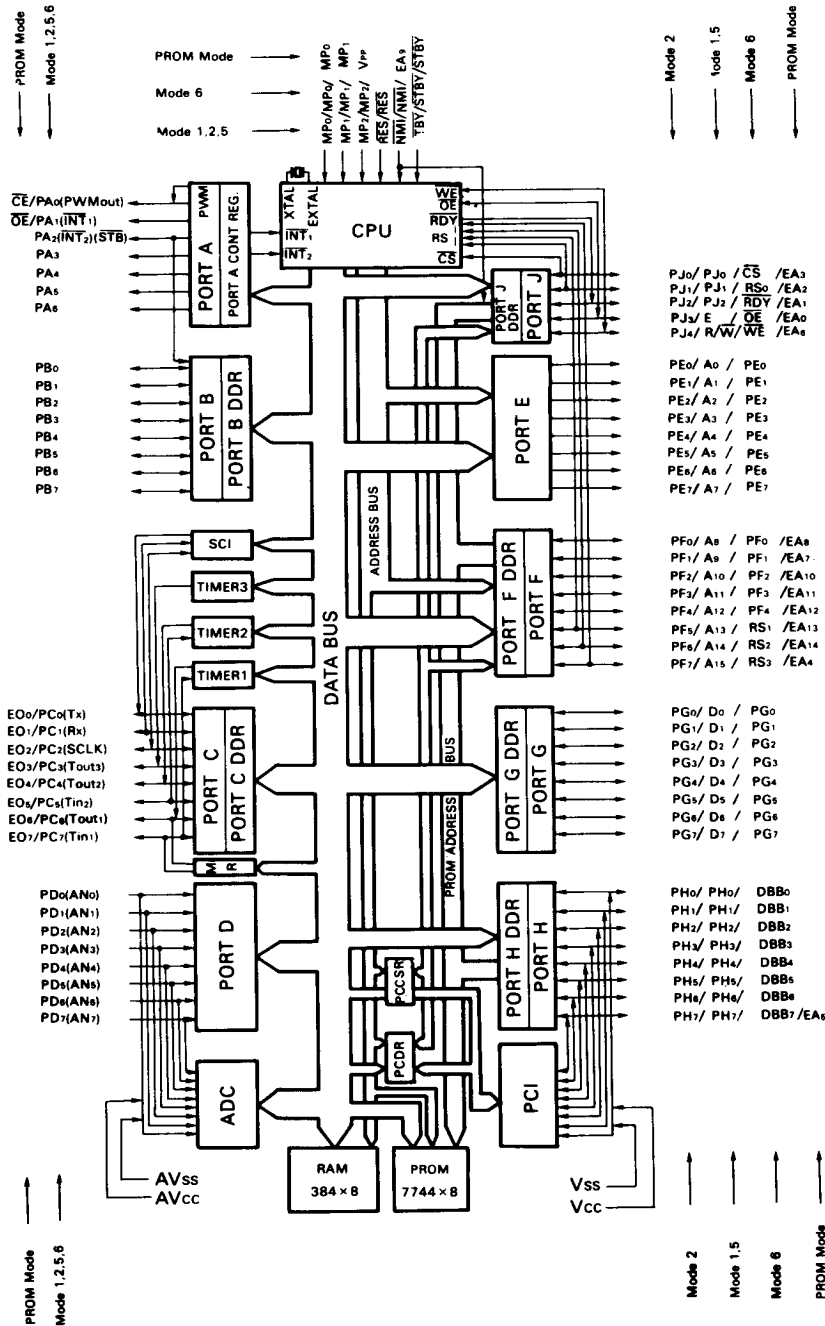 PROM Mode
Mode 1,2,5,6
PROM Mode
Mode 6
Mode 1,2,5
MP0/MP0/ MP0
MP1/MP1/ MP1
MP2/MP2/ VPP
RES/RES
NMI/NMI/ EA9
TBY/STBY/STBY
Mode 2
lode 1,5
Mode 6
PROM Mode
CE/PA0(PWMout)
OE/PA1(INT1)
PA2(INT2)(STB)
PA3
PA4
PA5
PA6
PWM
PORT A
PORT A CONT REG.
XTAL
EXTAL
INT1
INT2
CPU
WE
OE
RDY
RS
CS
PORT J
DDR
PORT J
PJ0/ PJ0 / CS /EA3
PJ1/ PJ1 / RS0 /EA2
PJ2/ PJ2 / RDY /EA1
PJ3/ E / OE /EA0
PJ4/ R/W/ WE /EA6
PB0
PB1
PB2
PB3
PB4
PB5
PB6
PB7
PORT B
PORT B DDR
PORT E
PE0/ A0 / PE0
PE1/ A1 / PE1
PE2/ A2 / PE2
PE3/ A3 / PE3
PE4/ A4 / PE4
PE5/ A5 / PE5
PE6/ A6 / PE6
PE7/ A7 / PE7
SCI
TIMER3
TIMER2
TIMER1
DATA BUS
ADDRESS BUS
PORT F DDR
PORT F
PF0/ A8 / PF0 /EA8
PF1/ A9 / PF1 /EA7
PF2/ A10 / PF2 /EA10
PF3/ A11 / PF3 /EA11
PF4/ A12 / PF4 /EA12
PF5/ A13 / RS1 /EA13
PF6/ A14 / RS2 /EA14
PF7/ A15 / RS3 /EA4
EO0/PC0(Tx)
EO1/PC1(Rx)
EO2/PC2(SCLK)
EO3/PC3(Tout3)
EO4/PC4(Tout2)
EO5/PC5(Tin2)
EO6/PC6(Tout1)
EO7/PC7(Tin1)
PORT C
PORT C DDR
PROM ADDRESS BUS
PORT G DDR
PORT G
PG0/ D0 / PG0
PG1/ D1 / PG1
PG2/ D2 / PG2
PG3/ D3 / PG3
PG4/ D4 / PG4
PG5/ D5 / PG5
PG6/ D6 / PG6
PG7/ D7 / PG7
PD0(AN0)
PD1(AN1)
PD2(AN2)
PD3(AN3)
PD4(AN4)
PD5(AN5)
PD6(AN6)
PD7(AN7)
PORT D
PORT H DDR
PORT H
PH0/ PH0/ DBB0
PH1/ PH1/ DBB1
PH2/ PH2/ DBB2
PH3/ PH3/ DBB3
PH4/ PH4/ DBB4
PH5/ PH5/ DBB5
PH6/ PH6/ DBB6
PH7/ PH7/ DBB7/EA5
PCCSR
PCDR
ADC
PCI
AVss
AVcc
RAM
384×8
PROM
7744×8
Vss
Vcc
PROM Mode
Mode 1,2,5,6
Mode 2
Mode 1,5
Mode 6
PROM Mode